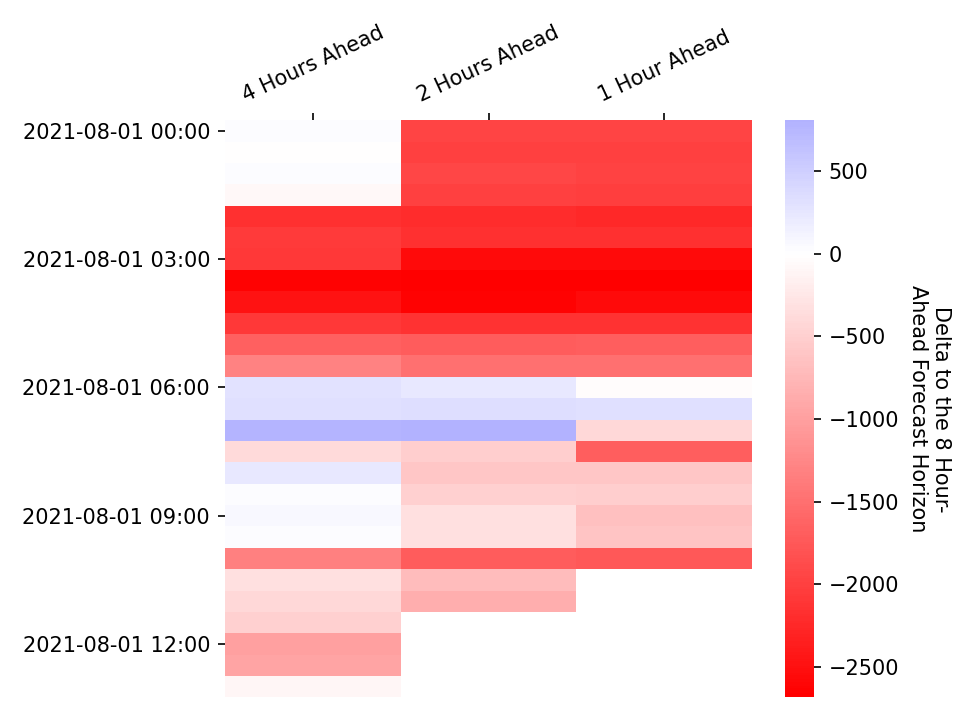 4 Hours Ahead
2 Hours Ahead
1 Hour Ahead
2021-08-01 00:00
2021-08-01 03:00
2021-08-01 06:00
2021-08-01 09:00
2021-08-01 12:00
500
0
−500
−1000
−1500
−2000
−2500
Delta to the 8 Hour-
Ahead Forecast Horizon